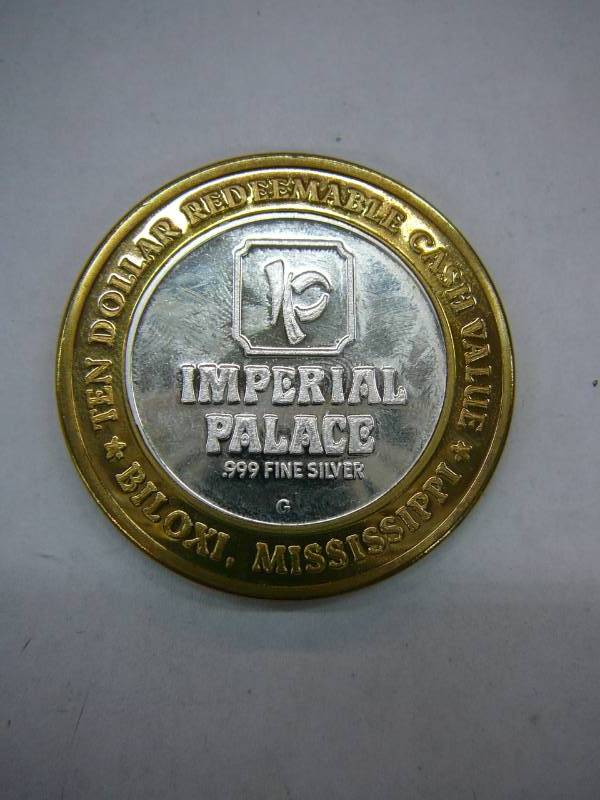 TEN DOLLAR REDEEMABLE CASH VALUE
IP
IMPERIAL
PALACE
.999 FINE SILVER
G
★ BILOXI, MISSISSIPPI ★